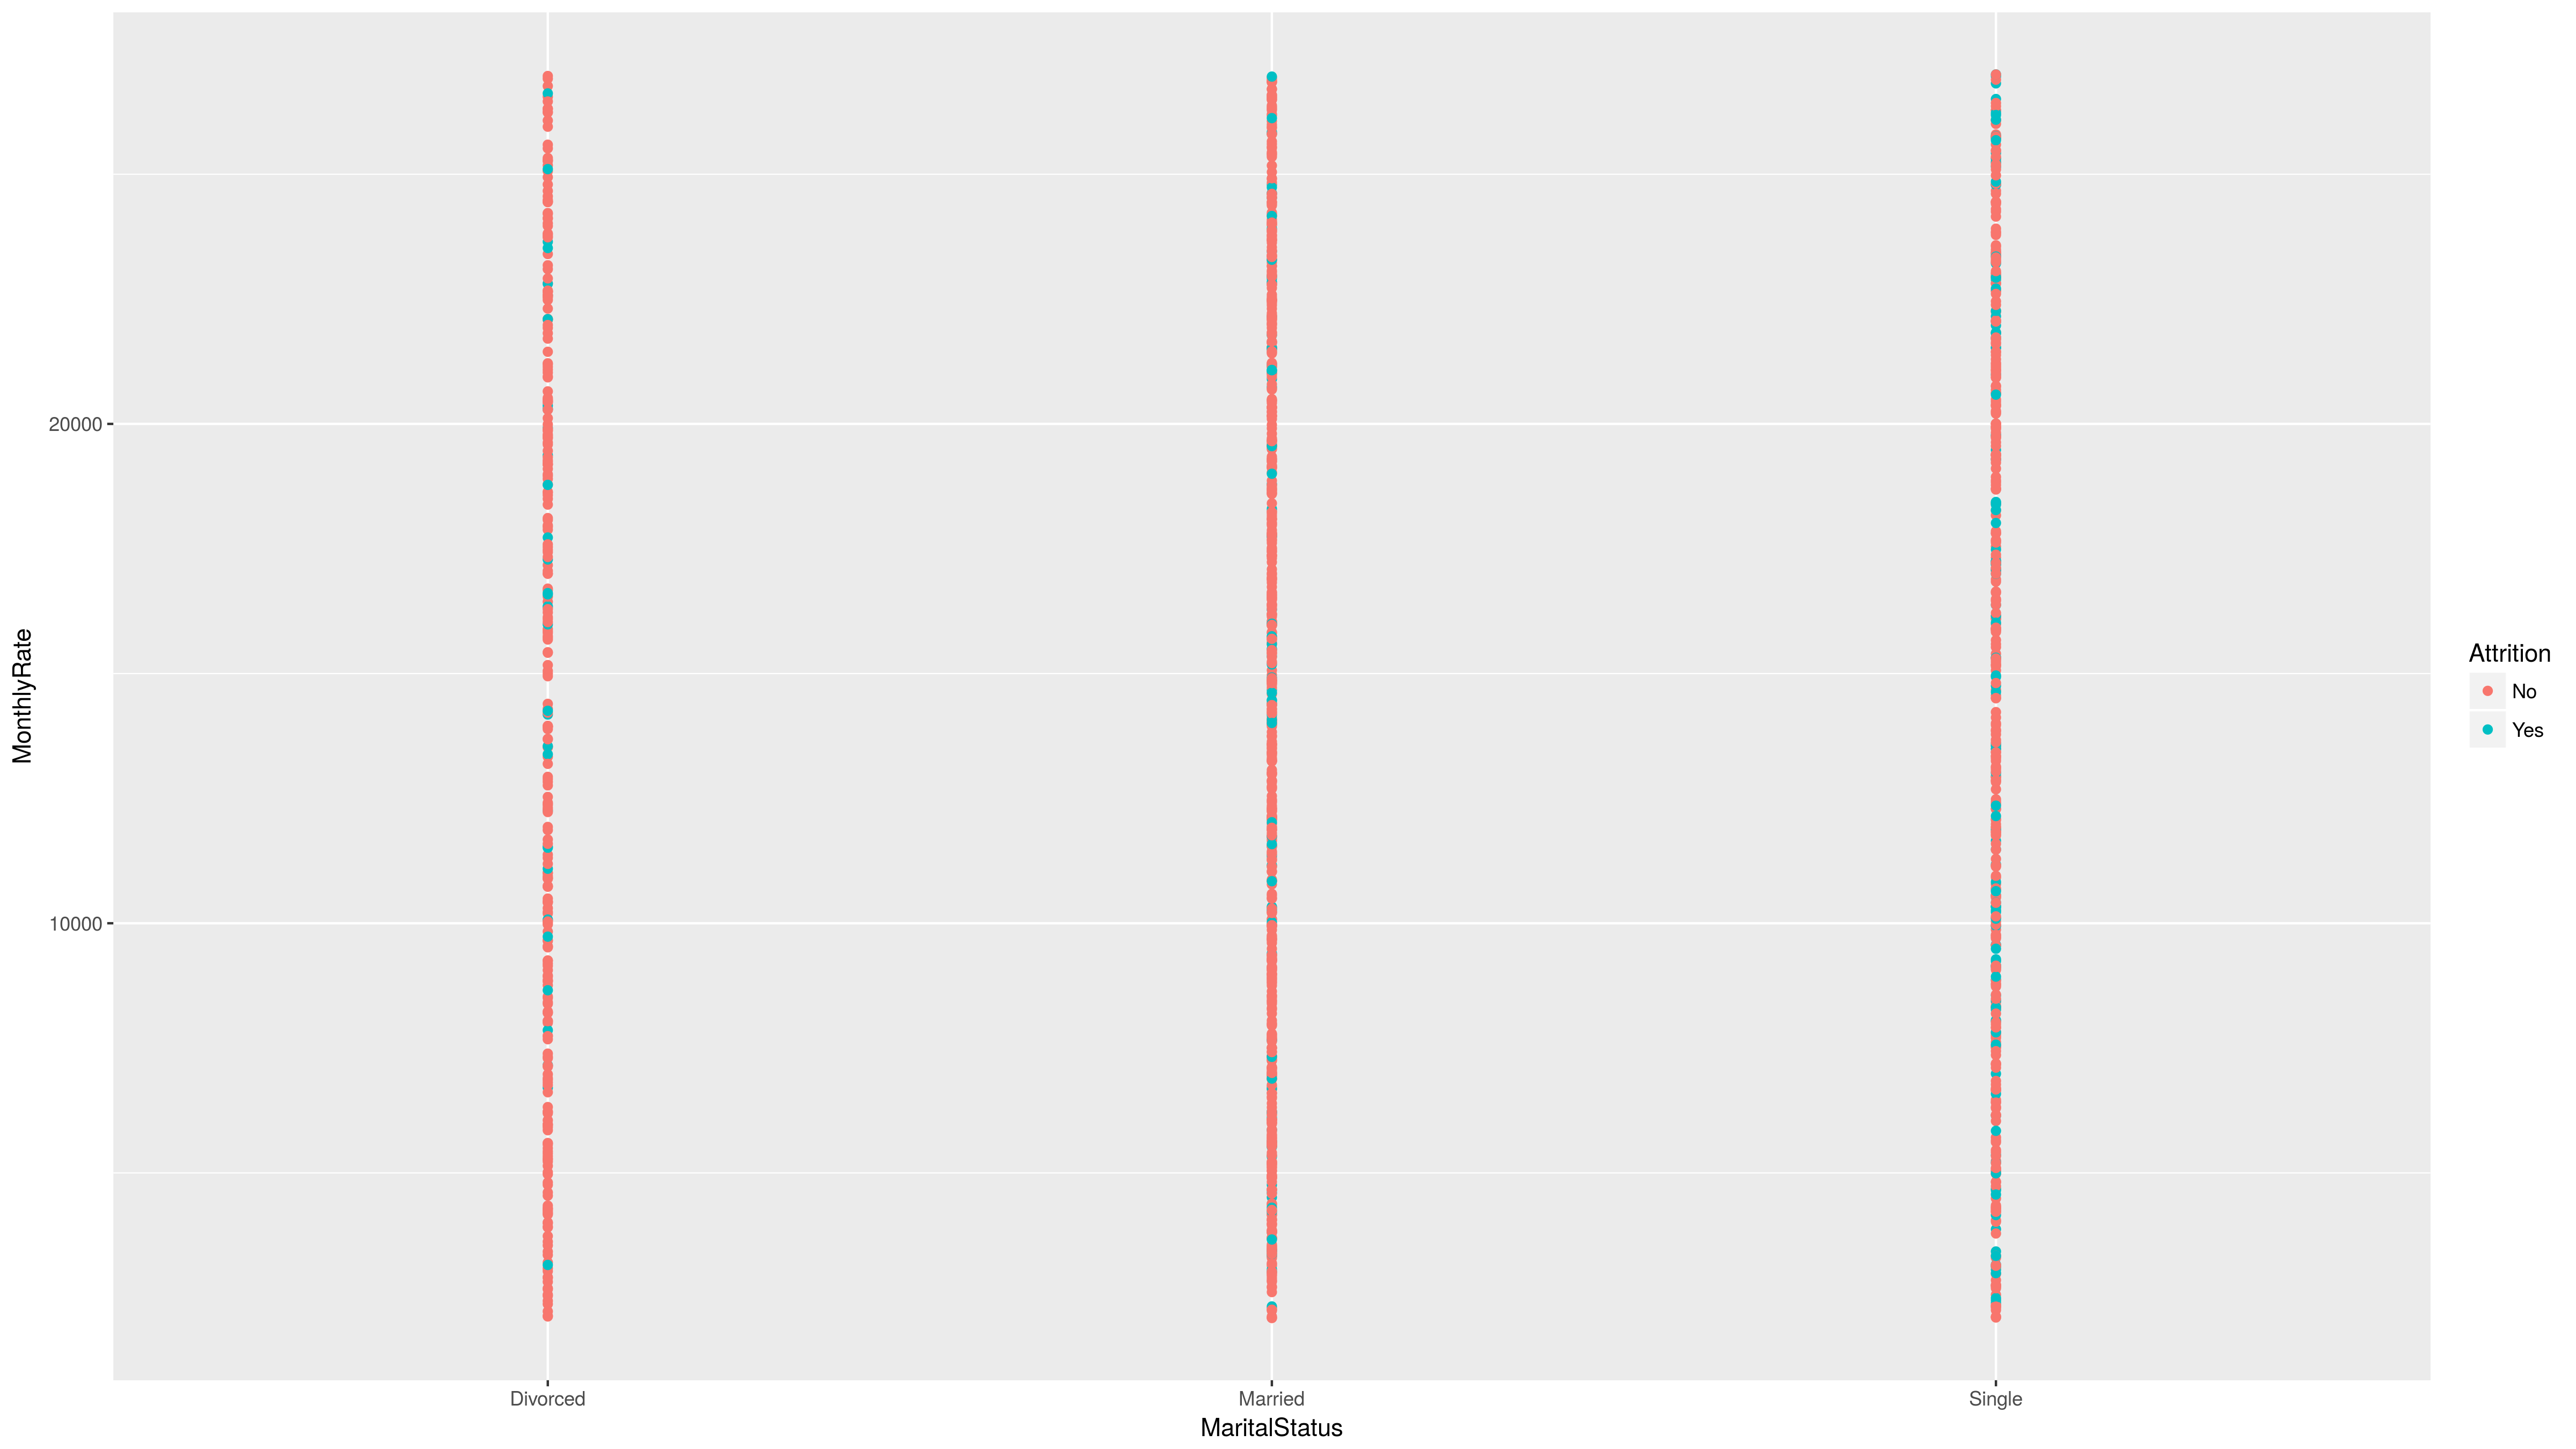 MonthlyRate
20000
10000
Divorced
Married
Single
MaritalStatus
Attrition
No
Yes